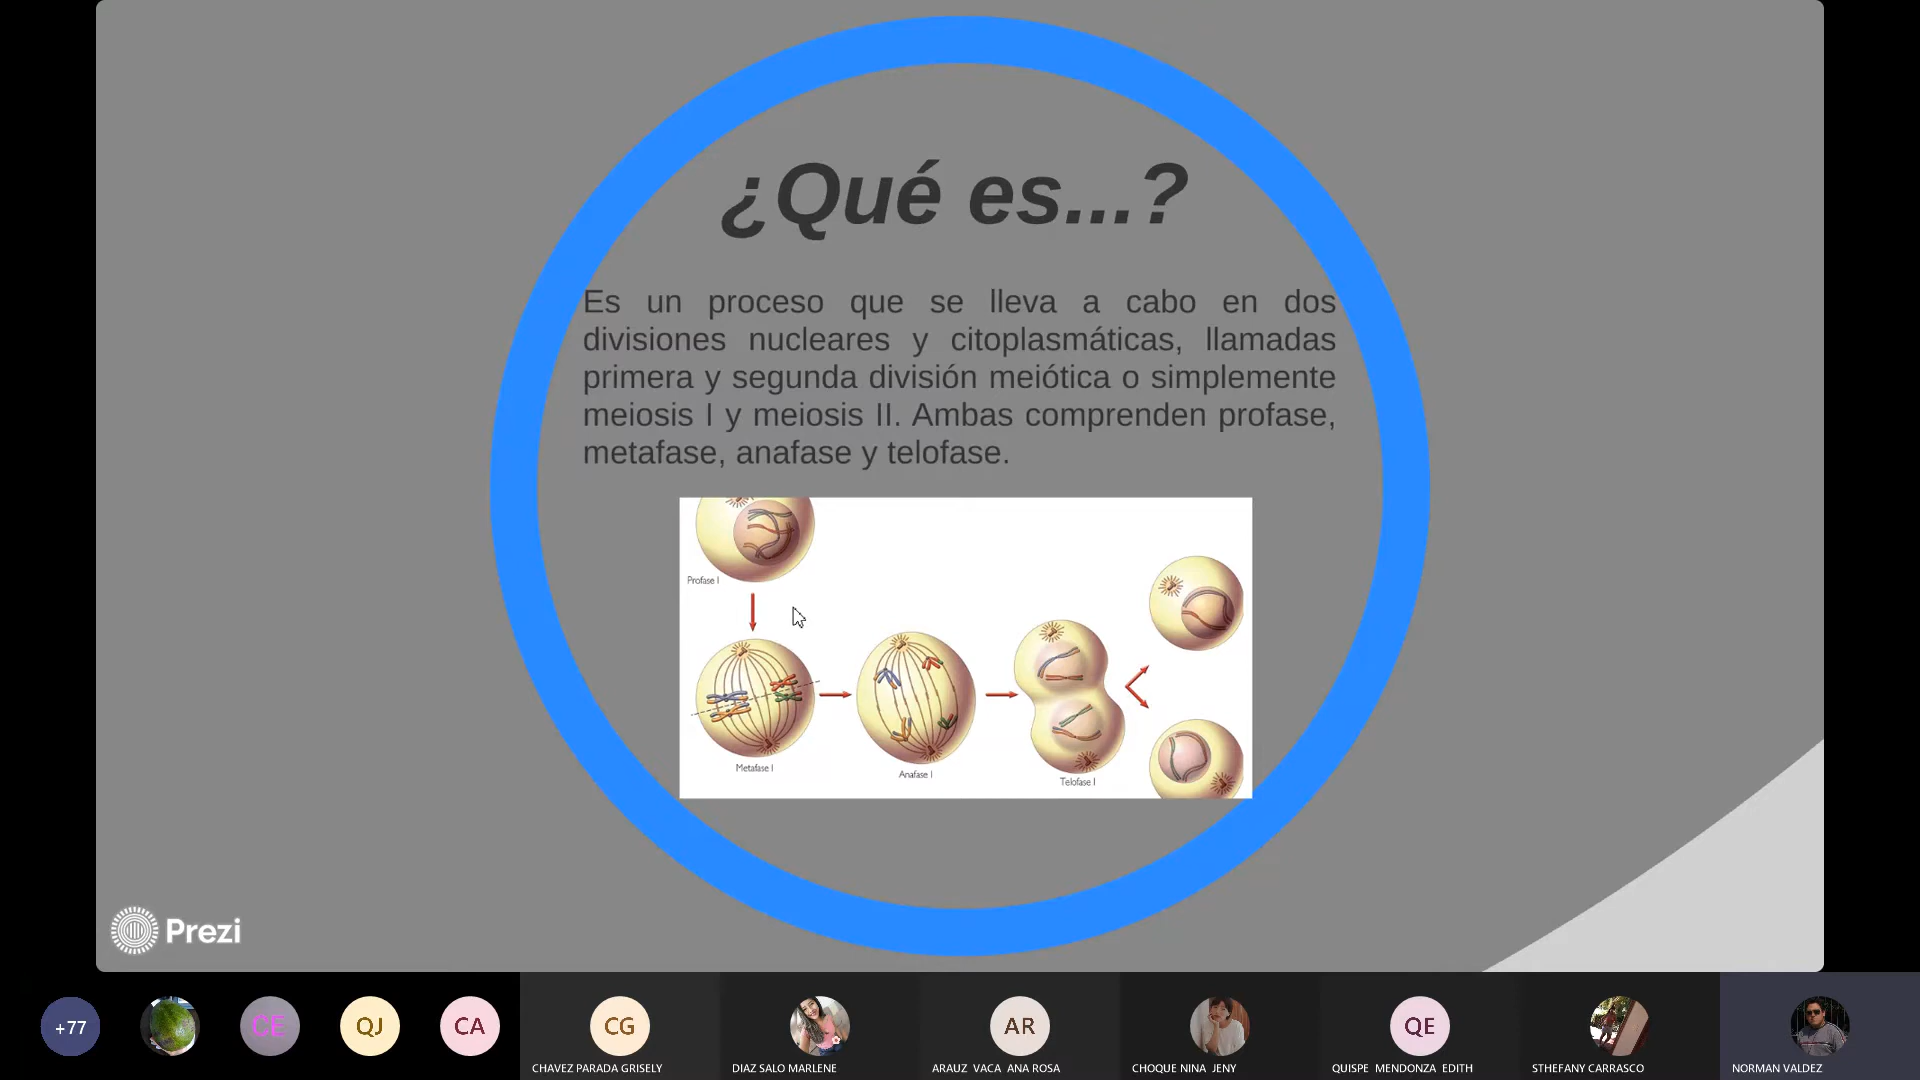 ¿Qué es...?
Es un proceso que se lleva a cabo en dos
divisiones nucleares y citoplasmáticas, llamadas
primera y segunda división meiótica o simplemente
meiosis I y meiosis II. Ambas comprenden profase,
metafase, anafase y telofase.
Profase I
Metafase I
Anafase I
Telofase I
Prezi
+77
CE
QJ
CA
CG
AR
QE
CHAVEZ PARADA GRISELY
DIAZ SALO MARLENE
ARAUZ VACA ANA ROSA
CHOQUE NINA JENY
QUISPE MENDONZA EDITH
STHEFANY CARRASCO
NORMAN VALDEZ